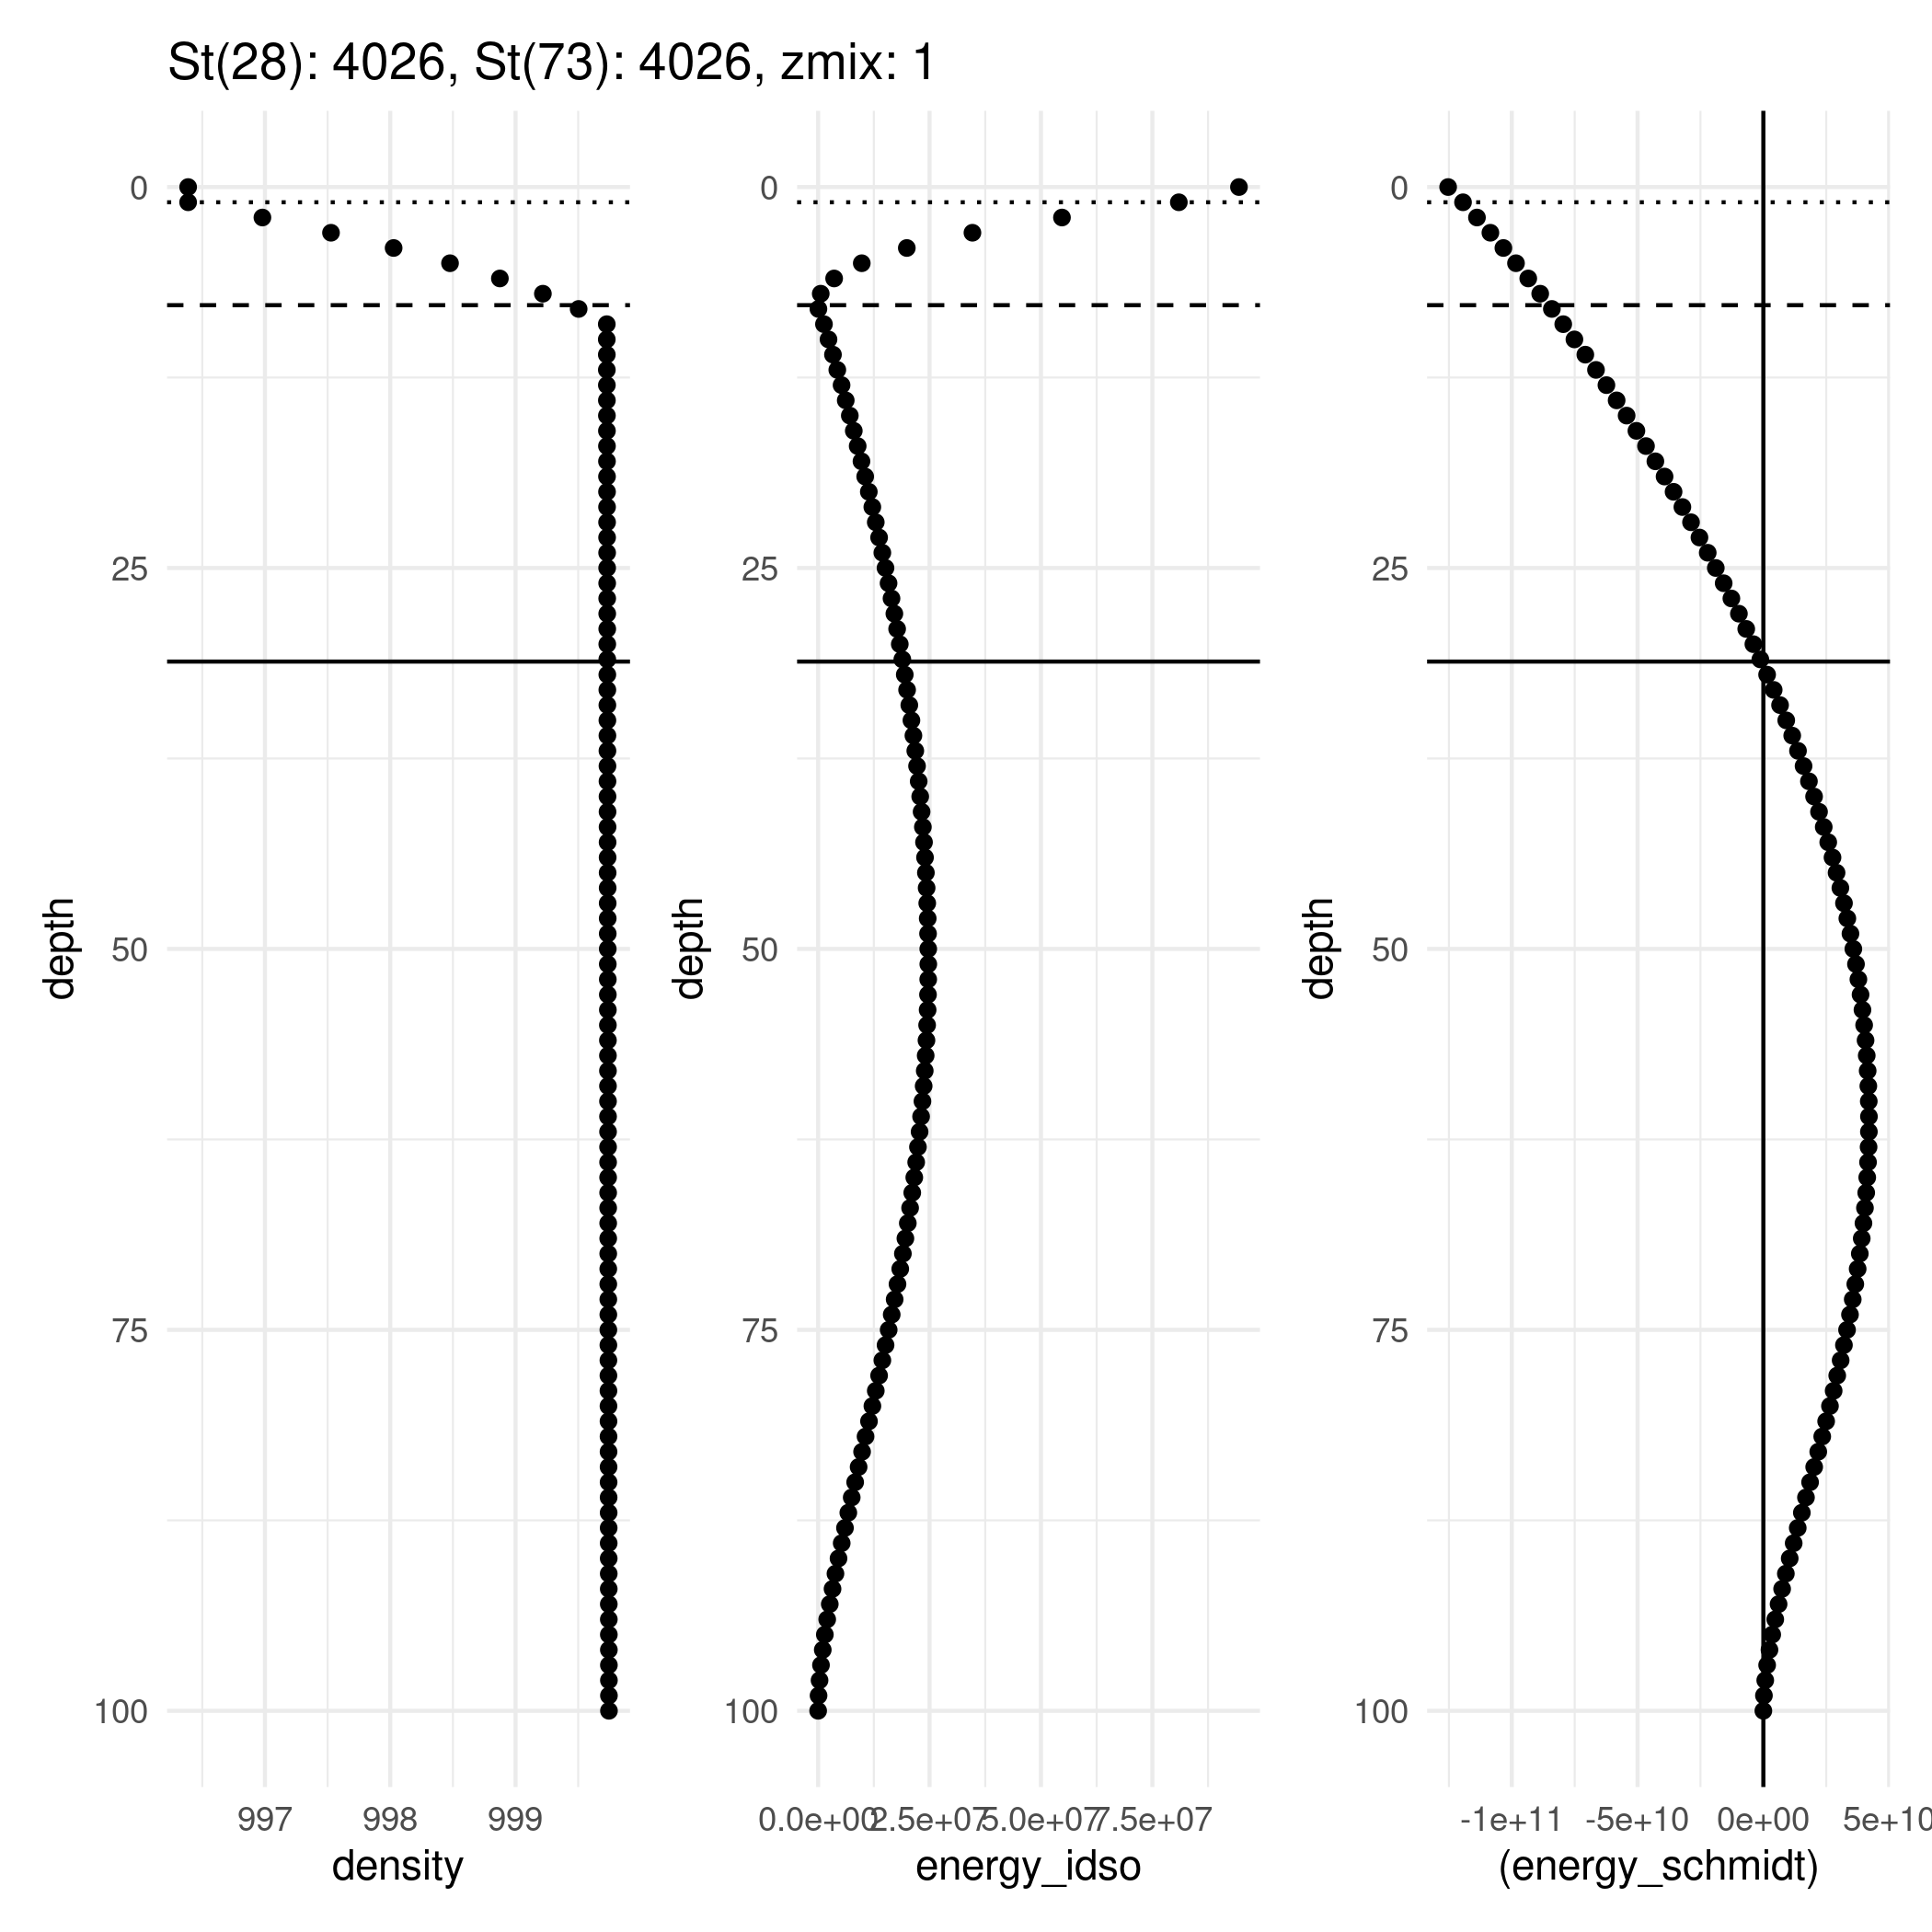 St(28): 4026, St(73): 4026, zmix: 1
depth
0
25
50
75
100
997 998 999
density
depth
0
25
50
75
100
0.0e+00 2.5e+07 5.0e+07 7.5e+07
energy_idso
depth
0
25
50
75
100
-1e+11 -5e+10 0e+00 5e+10
(energy_schmidt)